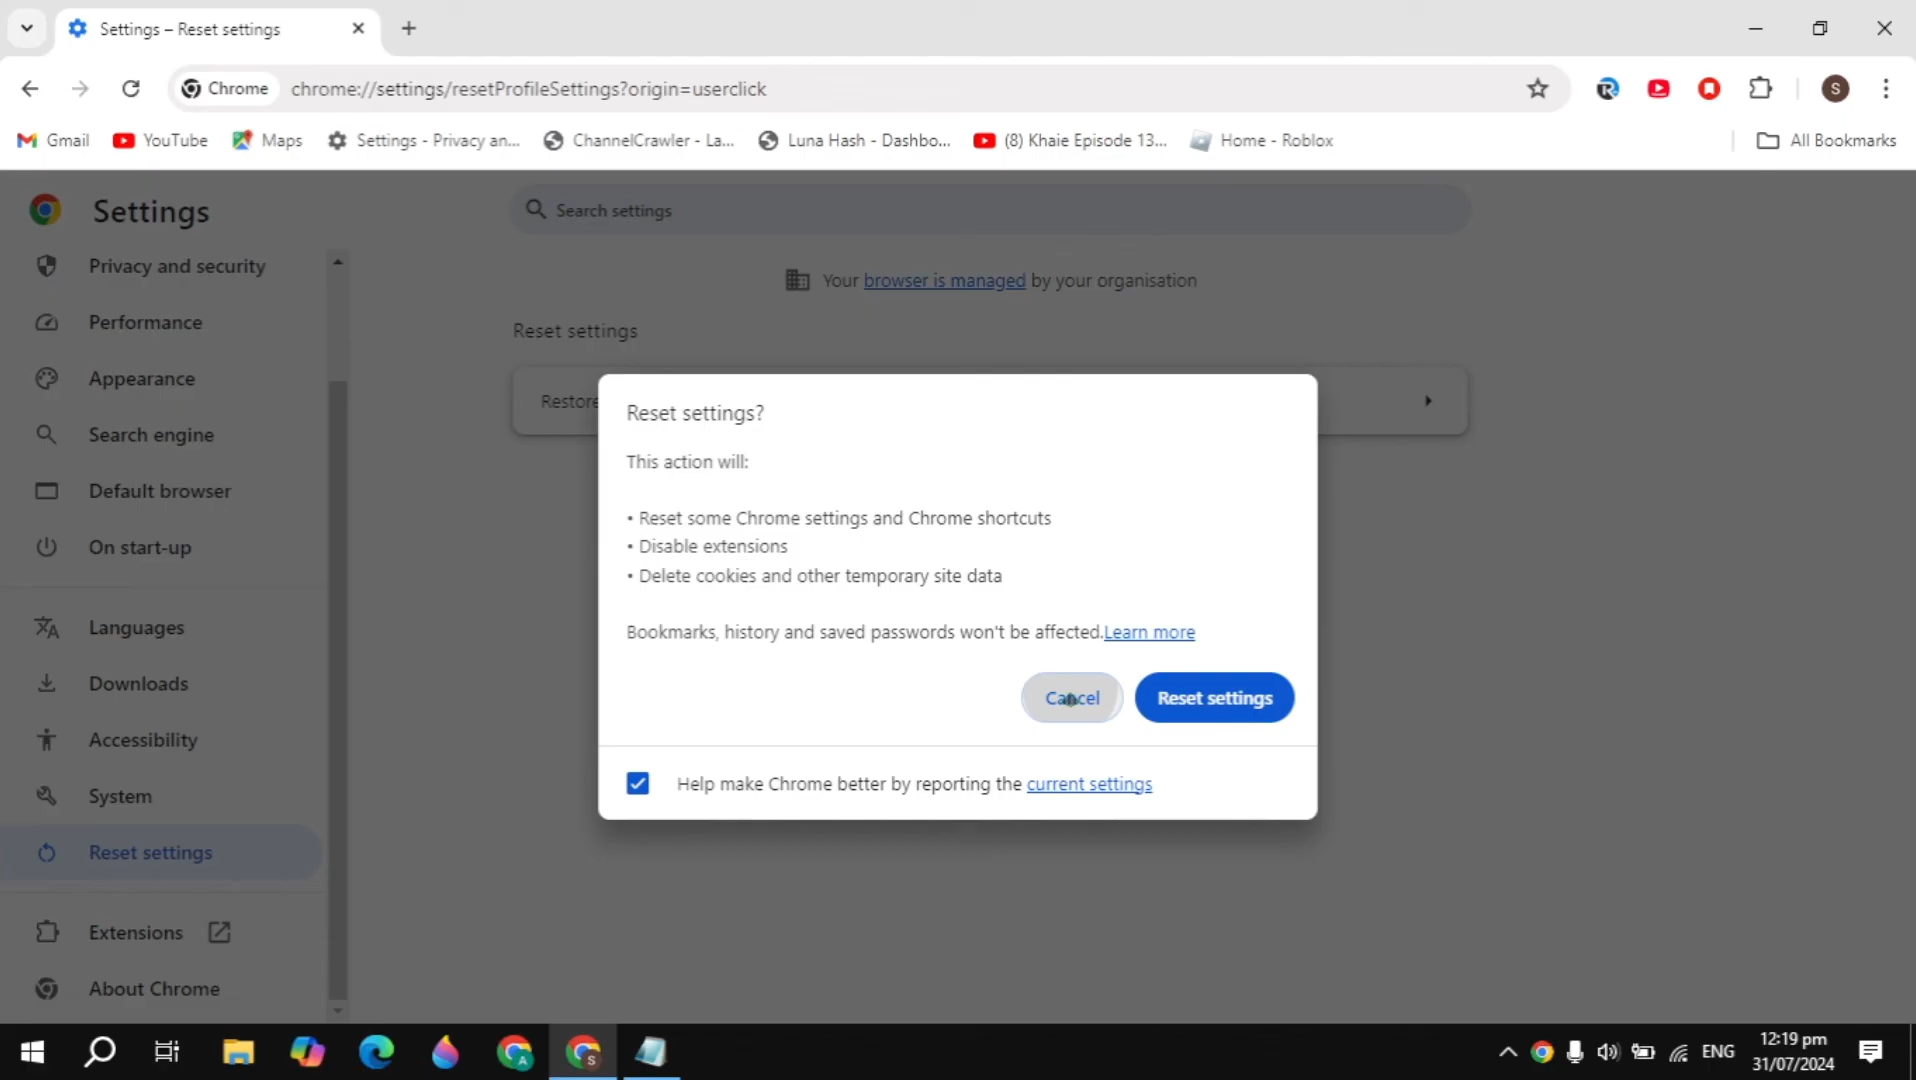 Settings – Reset settings
Chrome
chrome://settings/resetProfileSettings?origin=userclick
S
Gmail
YouTube
Maps
Settings - Privacy an...
ChannelCrawler - La...
Luna Hash - Dashbo...
(8) Khaie Episode 13...
Home - Roblox
All Bookmarks
Settings
Search settings
Privacy and security
Performance
Appearance
Search engine
Default browser
On start-up
Languages
Downloads
Accessibility
System
Reset settings
Extensions
About Chrome
Your browser is managed by your organisation
Reset settings
Restore
Reset settings?
This action will:
• Reset some Chrome settings and Chrome shortcuts
• Disable extensions
• Delete cookies and other temporary site data
Bookmarks, history and saved passwords won't be affected.Learn more
Cancel
Reset settings
Help make Chrome better by reporting the current settings
A
S
ENG
12:19 pm
31/07/2024